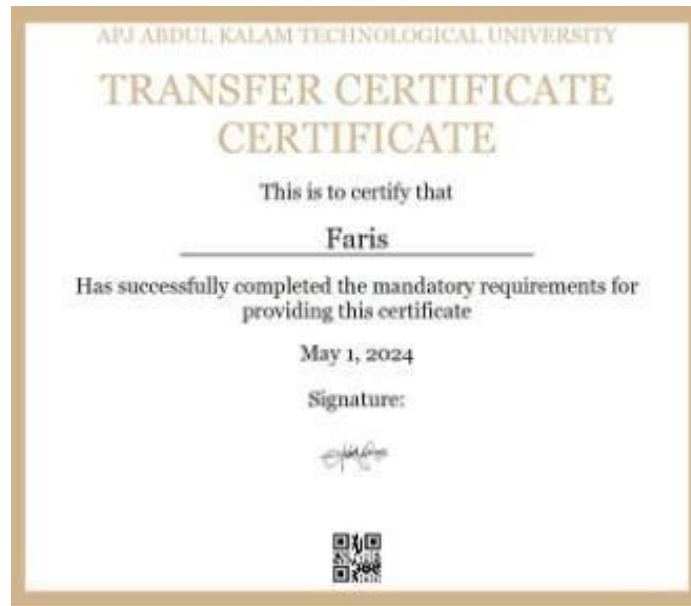 APJ ABDUL KALAM TECHNOLOGICAL UNIVERSITY
TRANSFER CERTIFICATE
CERTIFICATE
This is to certify that
Faris
Has successfully completed the mandatory requirements for
providing this certificate
May 1, 2024
Signature: